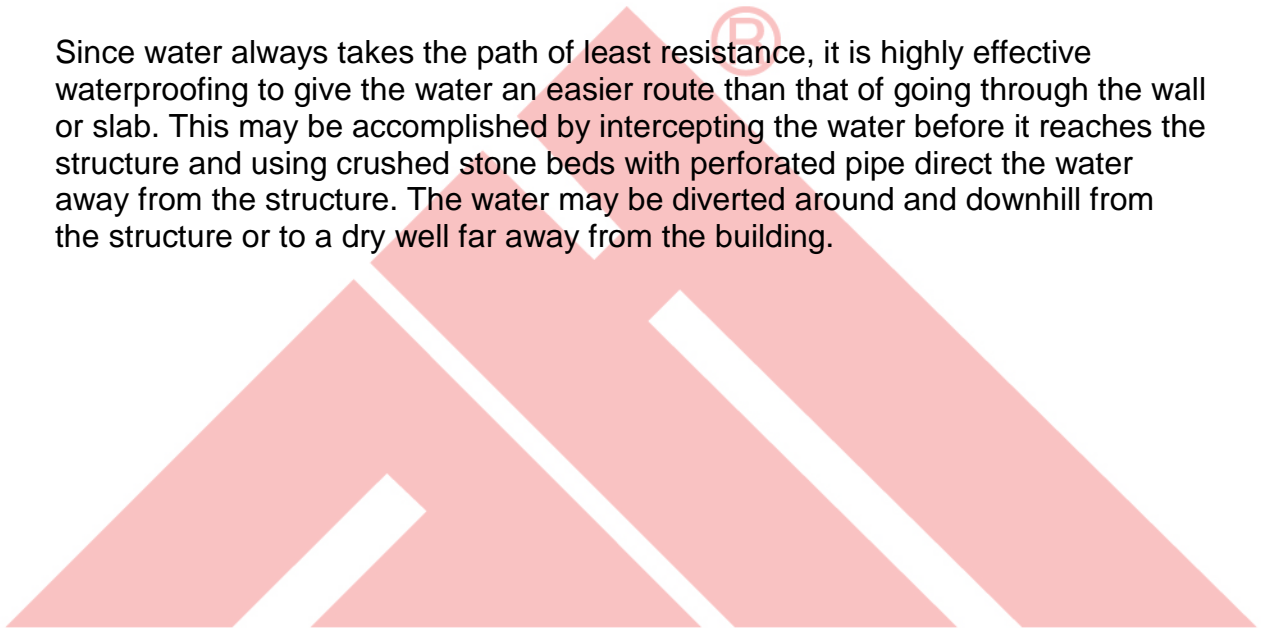 ®
Since water always takes the path of least resistance, it is highly effective
waterproofing to give the water an easier route than that of going through the wall
or slab. This may be accomplished by intercepting the water before it reaches the
structure and using crushed stone beds with perforated pipe direct the water
away from the structure. The water may be diverted around and downhill from
the structure or to a dry well far away from the building.